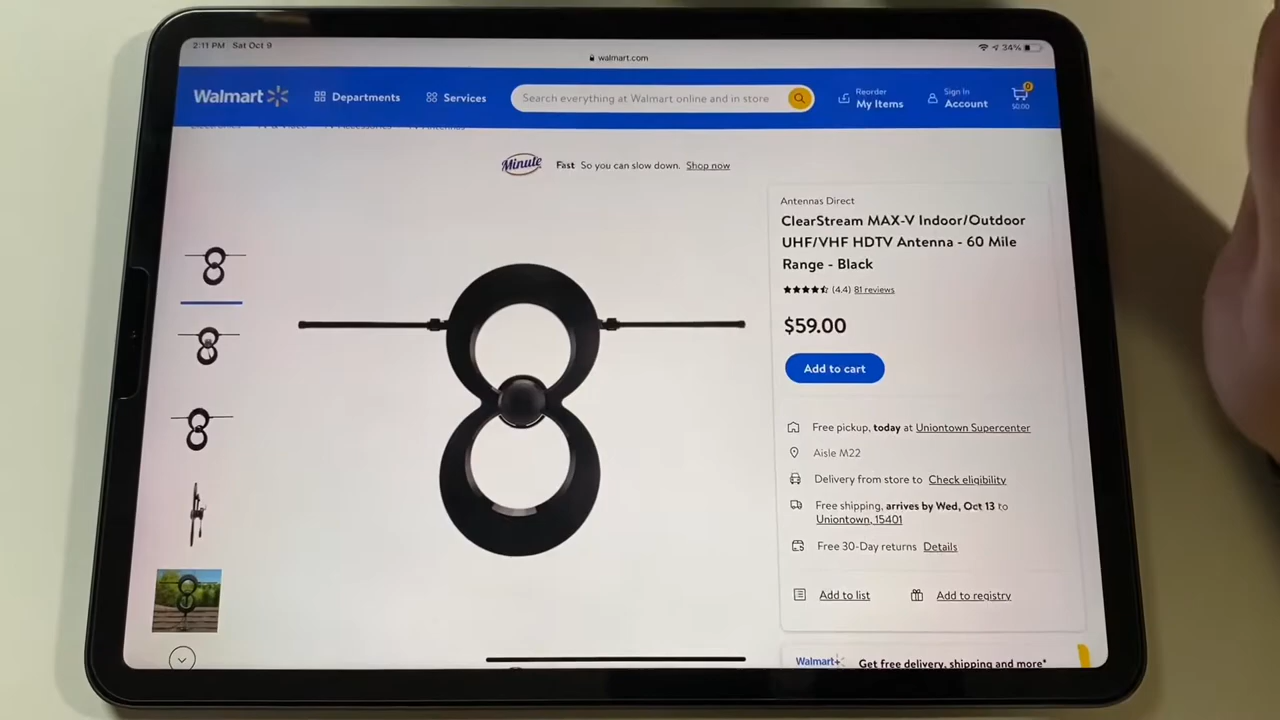 2:11 PM Sat Oct 9
34%
walmart.com
Walmart
Departments
Services
Search everything at Walmart online and in store
Reorder
My Items
Sign In
Account
0
$0.00
Minute Fast So you can slow down. Shop now
Antennas Direct
ClearStream MAX-V Indoor/Outdoor
UHF/VHF HDTV Antenna - 60 Mile
Range - Black
(4.4) 81 reviews
$59.00
Add to cart
Free pickup, today at Uniontown Supercenter
Aisle M22
Delivery from store to Check eligibility
Free shipping, arrives by Wed, Oct 13 to
Uniontown, 15401
Free 30-Day returns Details
Add to list
Add to registry
Walmart+ Get free delivery, shipping and more*